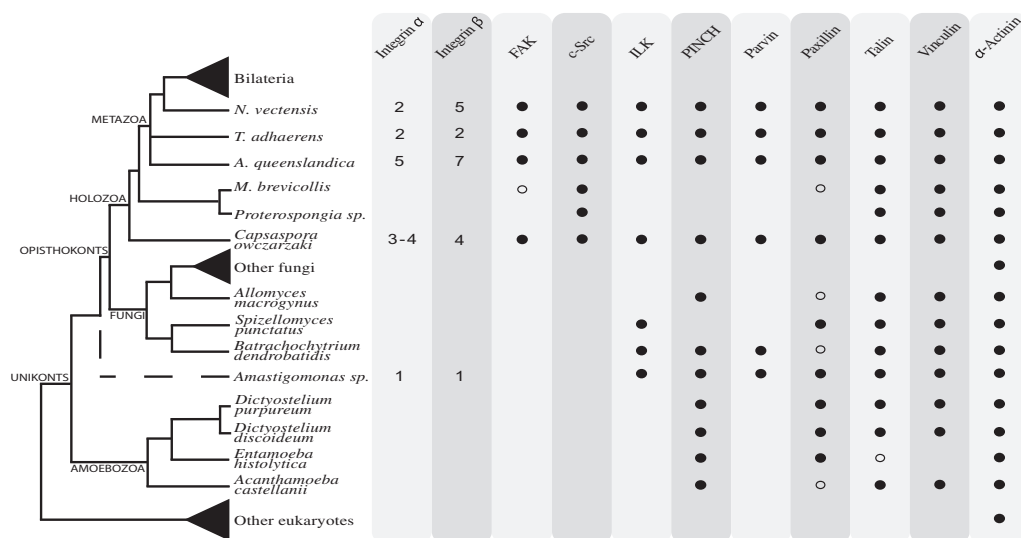 Integrin α
Integrin β
FAK
c-Src
ILK
PINCH
Parvin
Paxillin
Talin
Vinculin
α-Actinin
Bilateria
N. vectensis 2 5
METAZOA
T. adhaerens 2 2
A. queenslandica 5 7
M. brevicollis
HOLOZOA
Proterospongia sp.
Capsaspora
owczarzaki 3-4 4
OPISTHOKONTS
Other fungi
Allomyces
macrogynus
FUNGI
Spizellomyces
punctatus
Batrachochytrium
dendrobatidis
UNIKONTS
Amastigomonas sp. 1 1
Dictyostelium
purpureum
Dictyostelium
discoideum
Entamoeba
histolytica
AMOEBOZOA
Acanthamoeba
castellanii
Other eukaryotes